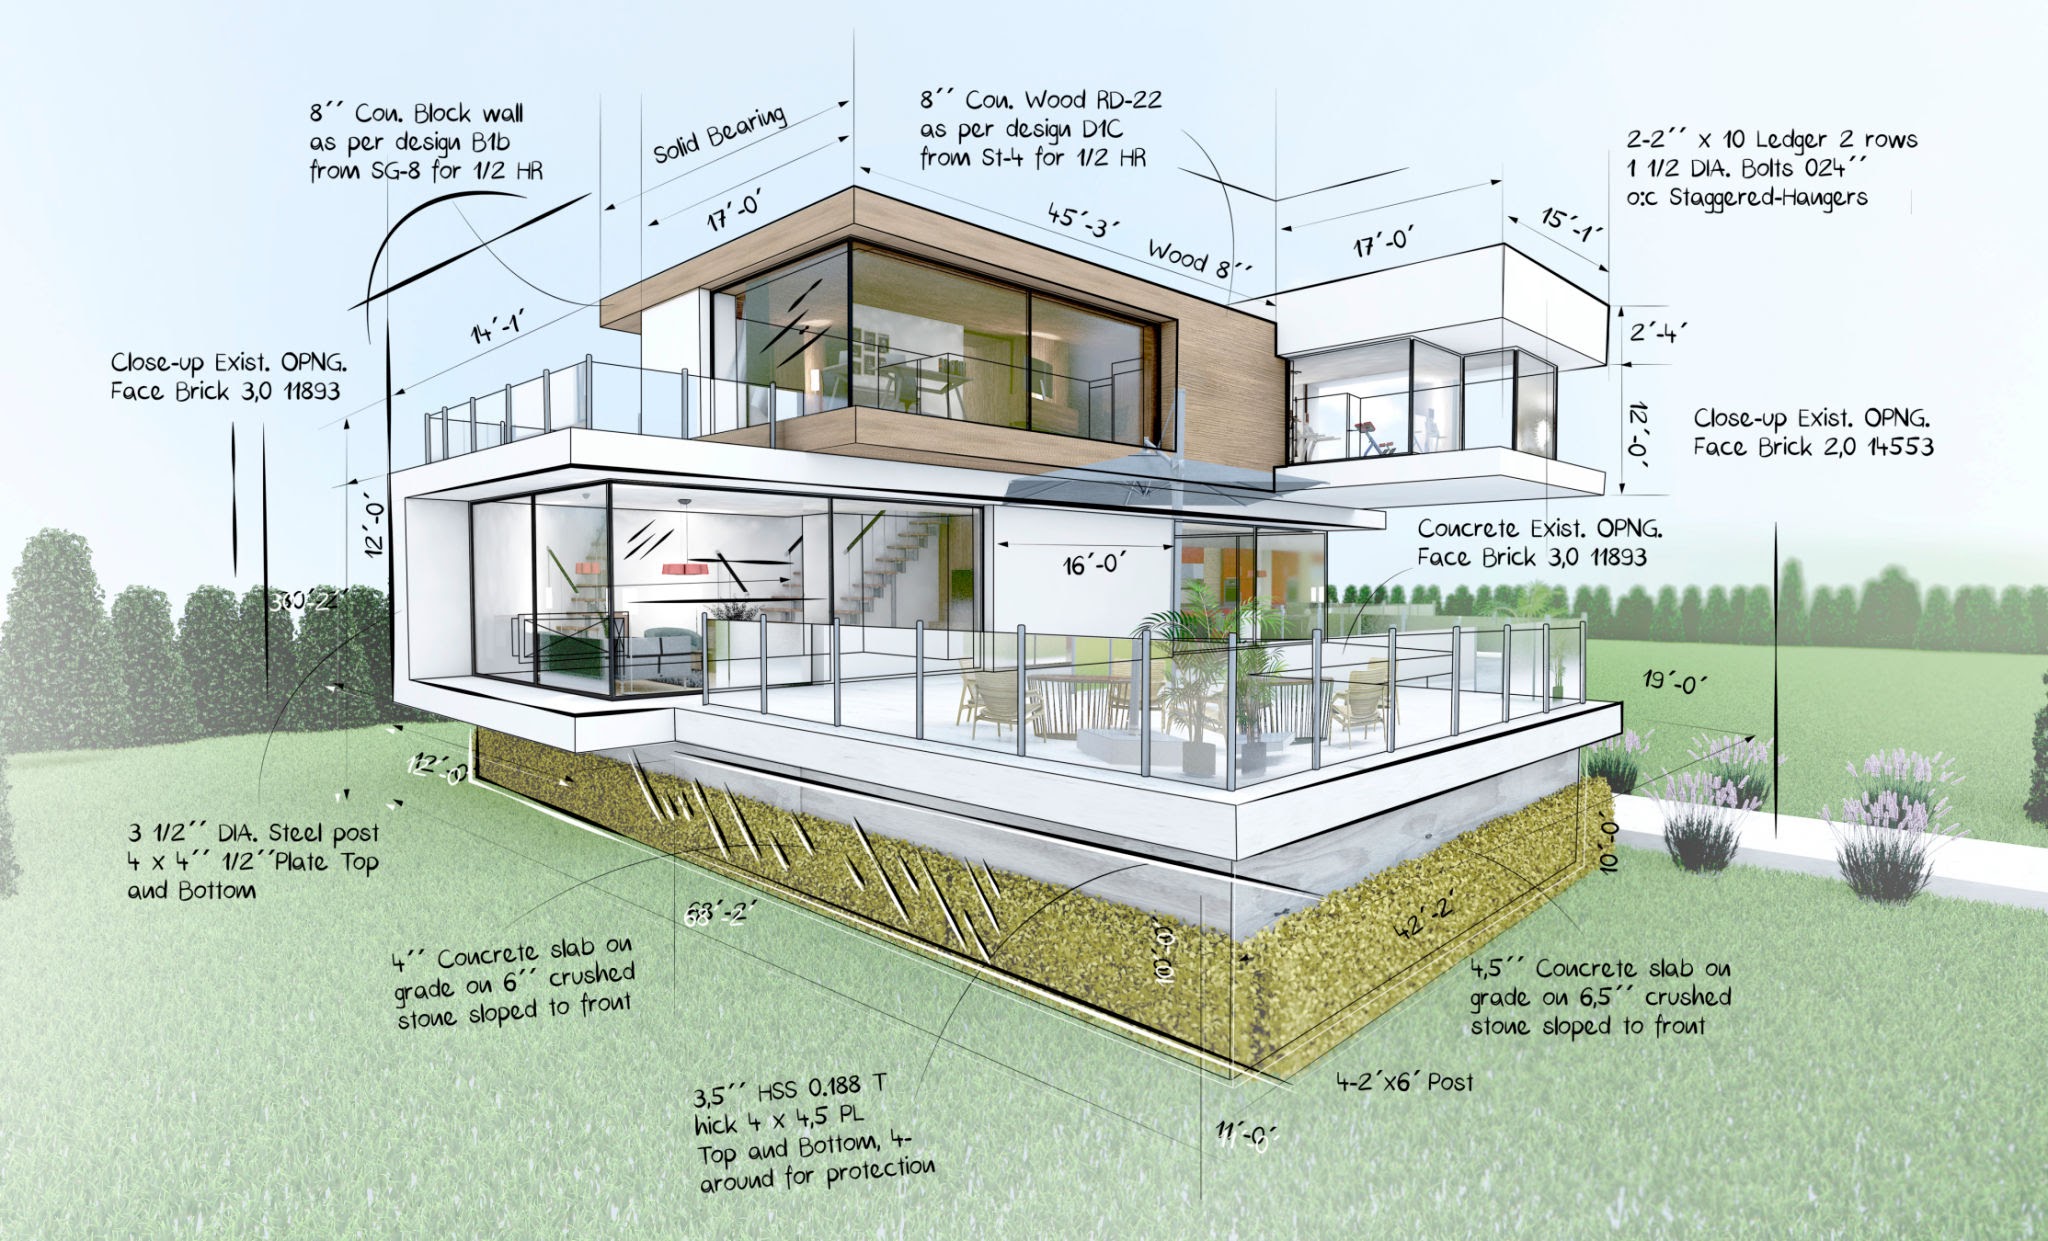 8´´ Con. Block wall
as per design B1b
from SG-8 for 1/2 HR
Solid Bearing
17´-0´
8´´ Con. Wood RD-22
as per design D1C
from St-4 for 1/2 HR
45´-3´
Wood 8´´
17´-0´
15´-1´
2-2´´ x 10 Ledger 2 rows
1 1/2 DIA. Bolts 024´´
o:c Staggered-Hangers
2´-4´
12´-0´
14´-1´
Close-up Exist. OPNG.
Face Brick 3,0 11893
Close-up Exist. OPNG.
Face Brick 2,0 14553
12´-0´
16´-0´
Concrete Exist. OPNG.
Face Brick 3,0 11893
19´-0´
12´-0´
3 1/2´´ DIA. Steel post
4 x 4´´ 1/2´´Plate Top
and Bottom
68´-2´
10´-0´
10´-0´
42´-2´
4´´ Concrete slab on
grade on 6´´ crushed
stone sloped to front
4,5´´ Concrete slab on
grade on 6,5´´ crushed
stone sloped to front
3,5´´ HSS 0.188 T
hick 4 x 4,5 PL
Top and Bottom, 4-
around for protection
4-2´x6´ Post
11´-0´